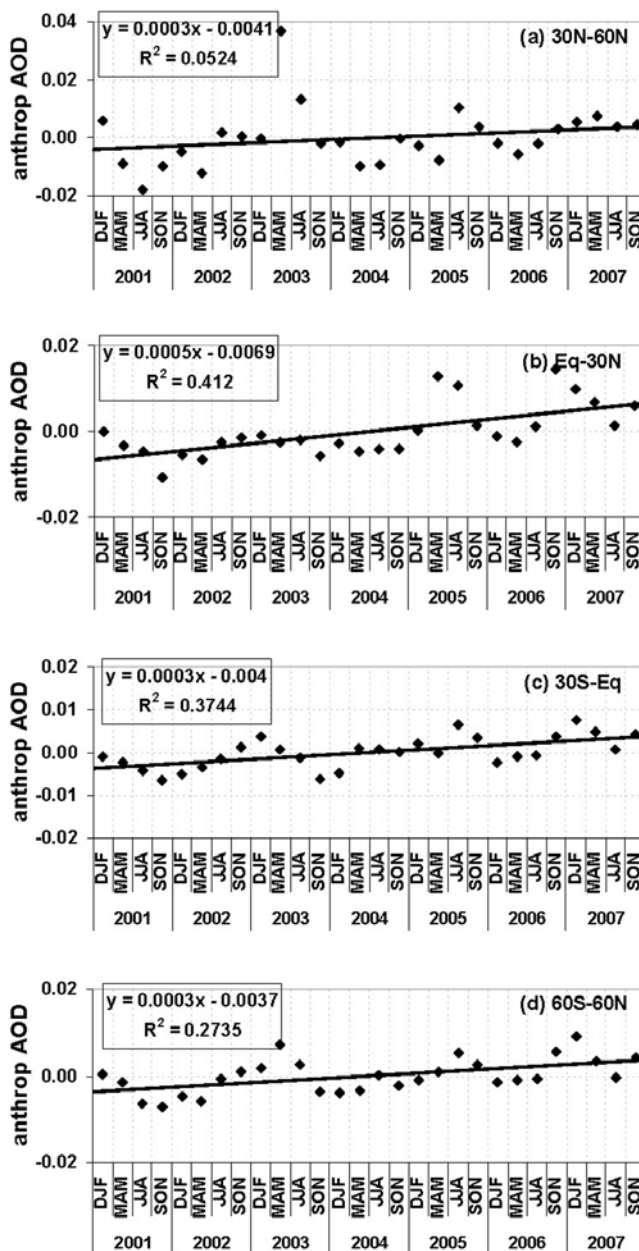 y = 0.0003x - 0.0041
R² = 0.0524
(a) 30N-60N
anthrop AOD
0.04
0.02
0.00
-0.02
DJF MAM JJA SON DJF MAM JJA SON DJF MAM JJA SON DJF MAM JJA SON DJF MAM JJA SON DJF MAM JJA SON DJF MAM JJA SON
2001 2002 2003 2004 2005 2006 2007
y = 0.0005x - 0.0069
R² = 0.412
(b) Eq-30N
anthrop AOD
0.02
0.00
-0.02
DJF MAM JJA SON DJF MAM JJA SON DJF MAM JJA SON DJF MAM JJA SON DJF MAM JJA SON DJF MAM JJA SON DJF MAM JJA SON
2001 2002 2003 2004 2005 2006 2007
y = 0.0003x - 0.004
R² = 0.3744
(c) 30S-Eq
anthrop AOD
0.02
0.01
0.00
-0.01
-0.02
DJF MAM JJA SON DJF MAM JJA SON DJF MAM JJA SON DJF MAM JJA SON DJF MAM JJA SON DJF MAM JJA SON DJF MAM JJA SON
2001 2002 2003 2004 2005 2006 2007
y = 0.0003x - 0.0037
R² = 0.2735
(d) 60S-60N
anthrop AOD
0.02
0.00
-0.02
DJF MAM JJA SON DJF MAM JJA SON DJF MAM JJA SON DJF MAM JJA SON DJF MAM JJA SON DJF MAM JJA SON DJF MAM JJA SON
2001 2002 2003 2004 2005 2006 2007